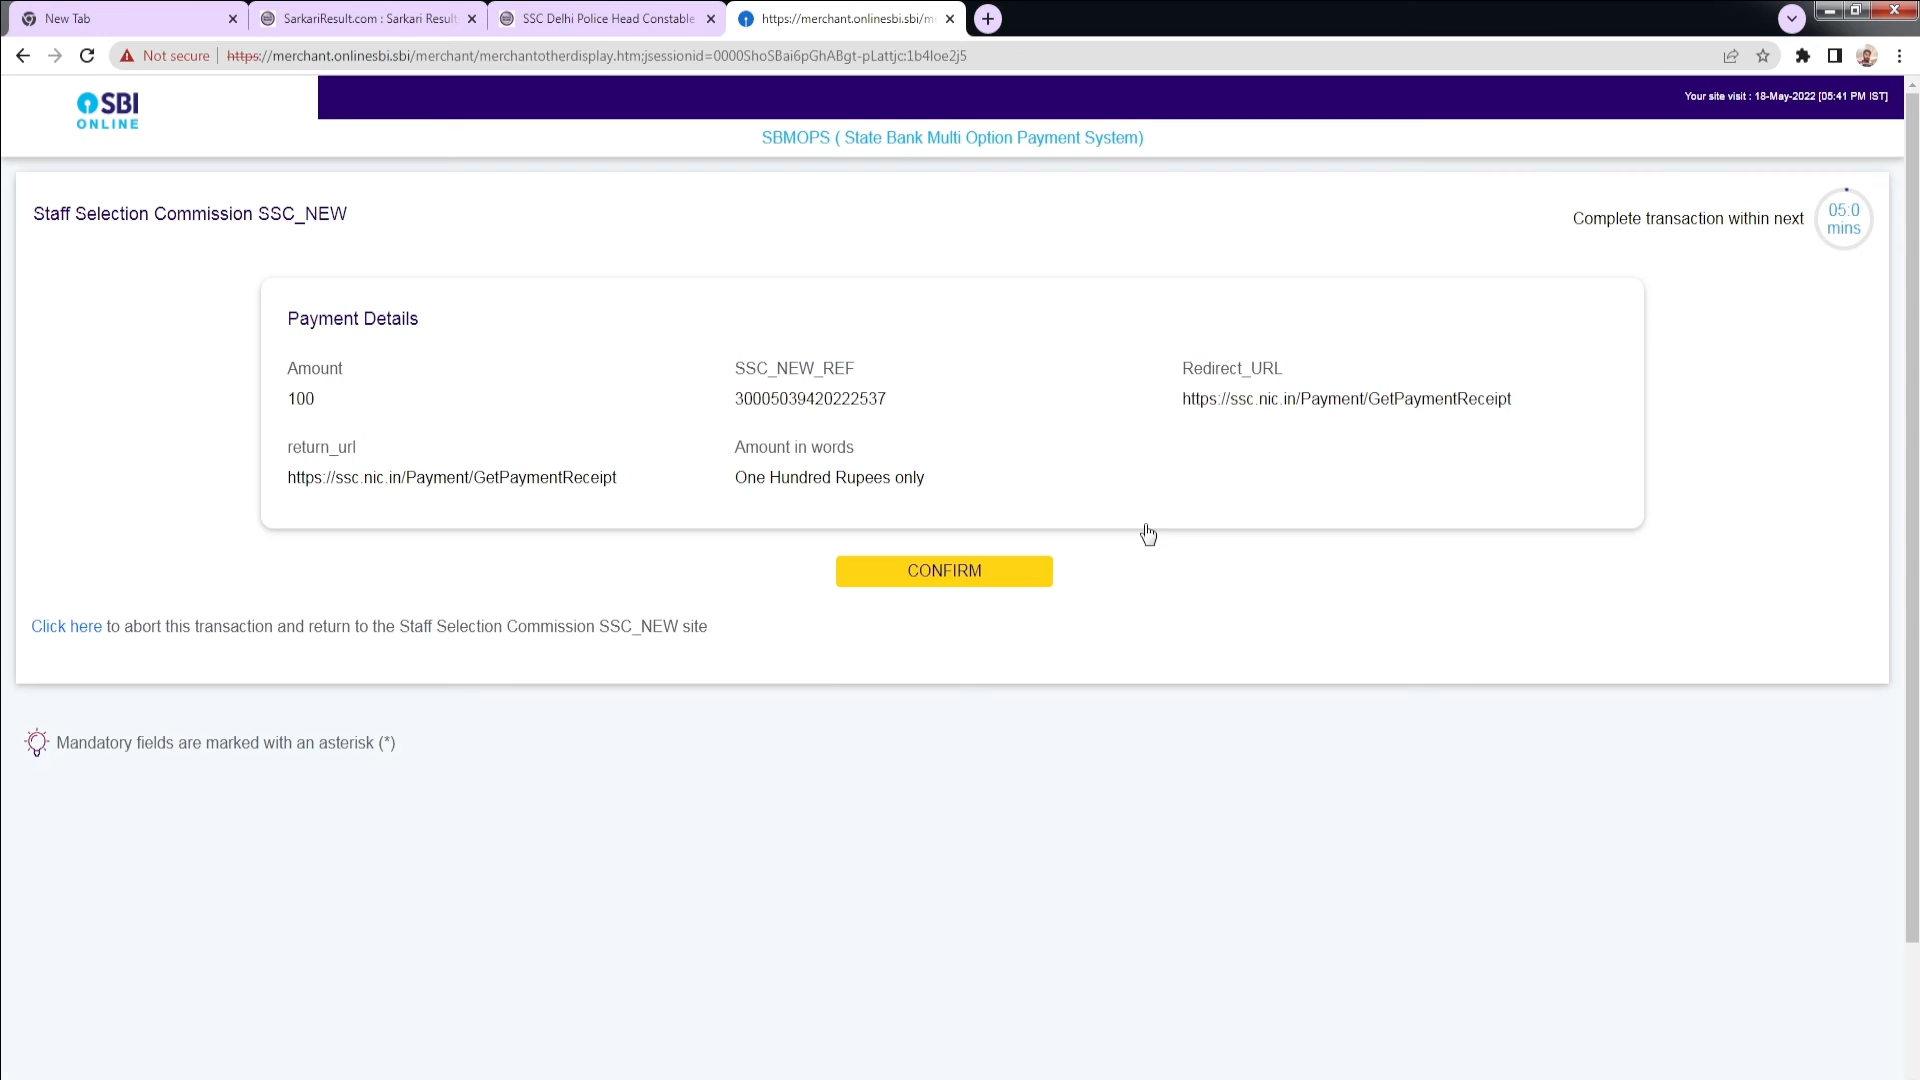 New Tab
SarkariResult.com : Sarkari Result
SSC Delhi Police Head Constable
https://merchant.onlinesbi.sbi/m
Not secure
https://merchant.onlinesbi.sbi/merchant/merchantotherdisplay.htm;jsessionid=0000ShoSBai6pGhABgt-pLattjc:1b4loe2j5
SBI
ONLINE
Your site visit : 18-May-2022 [05:41 PM IST]
SBMOPS ( State Bank Multi Option Payment System)
Staff Selection Commission SSC_NEW
Complete transaction within next
05:0
mins
Payment Details
Amount
100
SSC_NEW_REF
30005039420222537
Redirect_URL
https://ssc.nic.in/Payment/GetPaymentReceipt
return_url
https://ssc.nic.in/Payment/GetPaymentReceipt
Amount in words
One Hundred Rupees only
CONFIRM
Click here to abort this transaction and return to the Staff Selection Commission SSC_NEW site
Mandatory fields are marked with an asterisk (*)